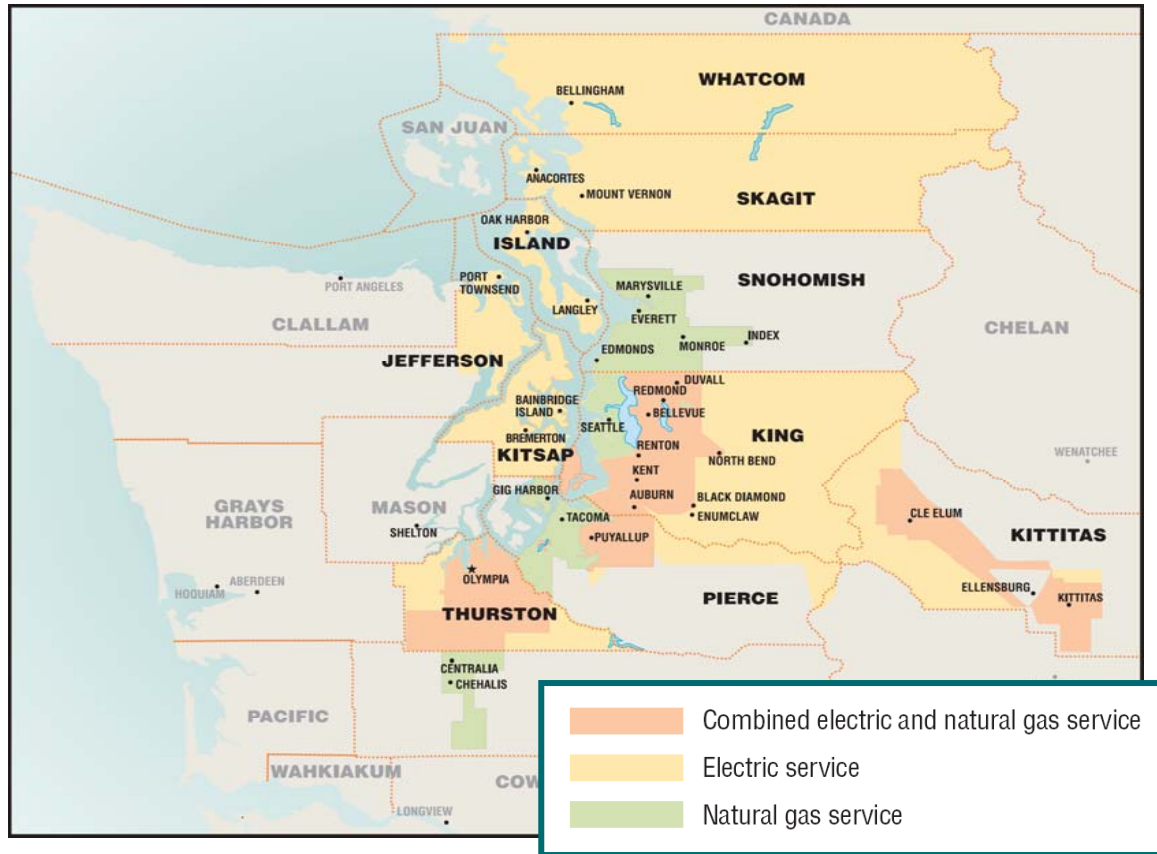 CANADA
WHATCOM
BELLINGHAM
SAN JUAN
ANACORTES
MOUNT VERNON
SKAGIT
OAK HARBOR
ISLAND
PORT
TOWNSEND
SNOHOMISH
MARYSVILLE
PORT ANGELES
LANGLEY
EVERETT
CLALLAM
CHELAN
INDEX
MONROE
EDMONDS
JEFFERSON
DUVALL
REDMOND
BAINBRIDGE
ISLAND
BELLEVUE
SEATTLE
BREMERTON
KING
KITSAP
RENTON
NORTH BEND
WENATCHEE
KENT
GIG HARBOR
AUBURN
BLACK DIAMOND
GRAYS
HARBOR
MASON
TACOMA
ENUMCLAW
CLE ELUM
SHELTON
PUYALLUP
KITTITAS
OLYMPIA
HOQUIAM
ABERDEEN
ELLENSBURG
KITTITAS
PIERCE
THURSTON
CENTRALIA
CHEHALIS
PACIFIC
WAHKIAKUM
COW
LONGVIEW
Combined electric and natural gas service
Electric service
Natural gas service